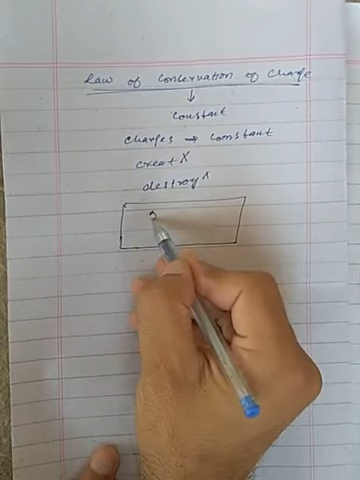 Law of Conservation of Charge
constant
Charges → constant
creat X
destroy X